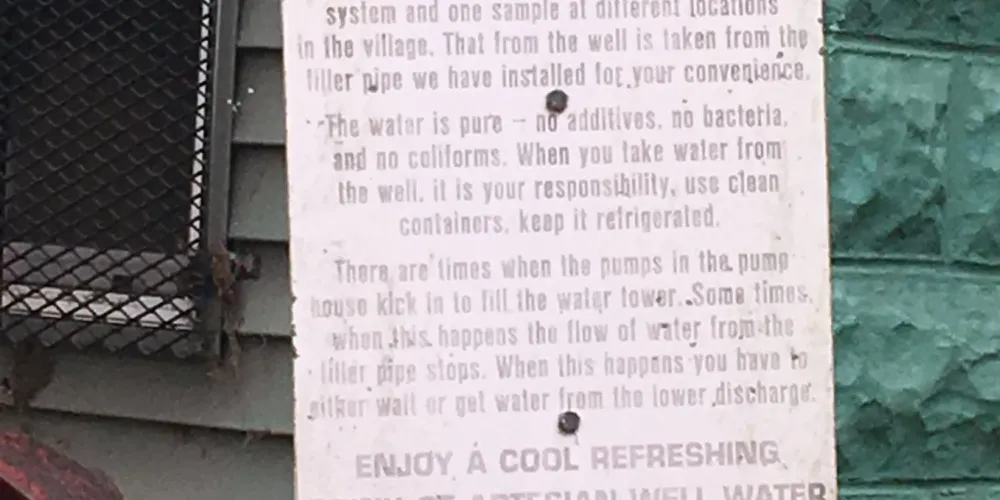 system and one sample at different locations
in the village. That from the well is taken from the
filler pipe we have installed for your convenience.
The water is pure - no additives, no bacteria,
and no coliforms. When you take water from
the well, it is your responsibility, use clean
containers, keep it refrigerated.
There are times when the pumps in the pump
house kick in to fill the water tower. Some times,
when this happens the flow of water from the
filler pipe stops. When this happens you have to
either wait or get water from the lower discharge.
ENJOY A COOL REFRESHING
DRINK OF ARTESIAN WELL WATER